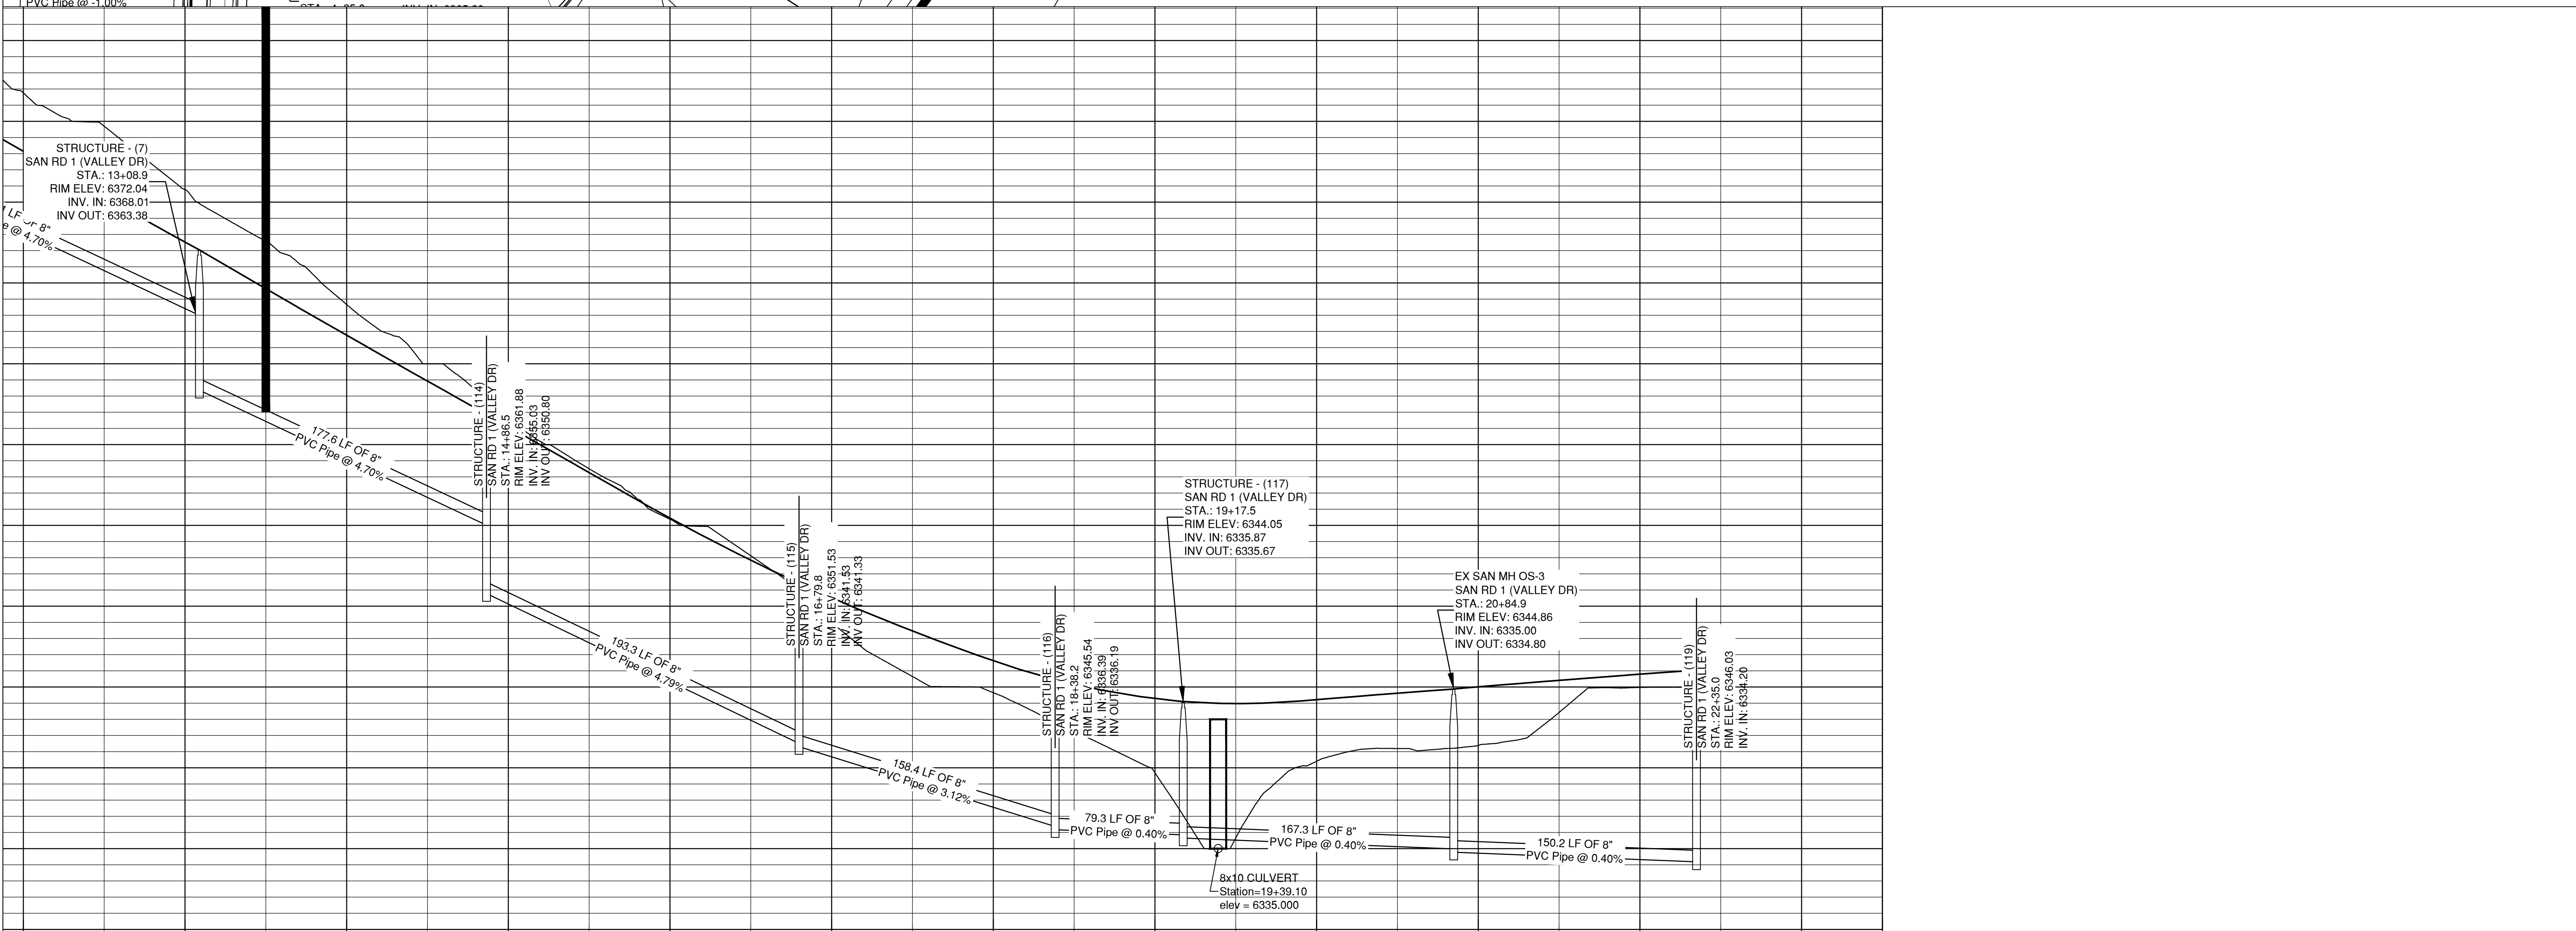 PVC Pipe @ -1.00%
STRUCTURE - (7)
SAN RD 1 (VALLEY DR)
STA.: 13+08.9
RIM ELEV: 6372.04
INV. IN: 6368.01
INV OUT: 6363.38
LF OF 8"
@ 4.70%
177.6 LF OF 8"
PVC Pipe @ 4.70%
STRUCTURE - (114)
SAN RD 1 (VALLEY DR)
STA.: 14+86.5
RIM ELEV: 6361.88
INV. IN: 6355.03
INV OUT: 6350.80
193.3 LF OF 8"
PVC Pipe @ 4.79%
STRUCTURE - (115)
SAN RD 1 (VALLEY DR)
STA.: 16+79.8
RIM ELEV: 6351.53
INV. IN: 6341.53
INV OUT: 6341.33
158.4 LF OF 8"
PVC Pipe @ 3.12%
STRUCTURE - (116)
SAN RD 1 (VALLEY DR)
STA.: 18+38.2
RIM ELEV: 6345.54
INV. IN: 6336.39
INV OUT: 6336.19
79.3 LF OF 8"
PVC Pipe @ 0.40%
STRUCTURE - (117)
SAN RD 1 (VALLEY DR)
STA.: 19+17.5
RIM ELEV: 6344.05
INV. IN: 6335.87
INV OUT: 6335.67
8x10 CULVERT
Station=19+39.10
elev = 6335.000
167.3 LF OF 8"
PVC Pipe @ 0.40%
EX SAN MH OS-3
SAN RD 1 (VALLEY DR)
STA.: 20+84.9
RIM ELEV: 6344.86
INV. IN: 6335.00
INV OUT: 6334.80
150.2 LF OF 8"
PVC Pipe @ 0.40%
STRUCTURE - (119)
SAN RD 1 (VALLEY DR)
STA.: 22+35.0
RIM ELEV: 6346.03
INV. IN: 6334.20